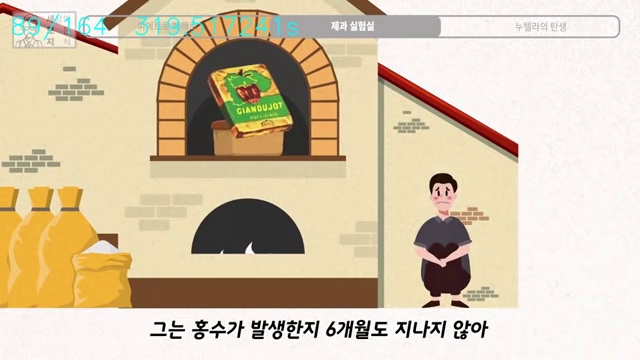 89/164 319.517241s
제과 실험실
누텔라의 탄생
GIANDUJOT
그는 홍수가 발생한지 6개월도 지나지 않아